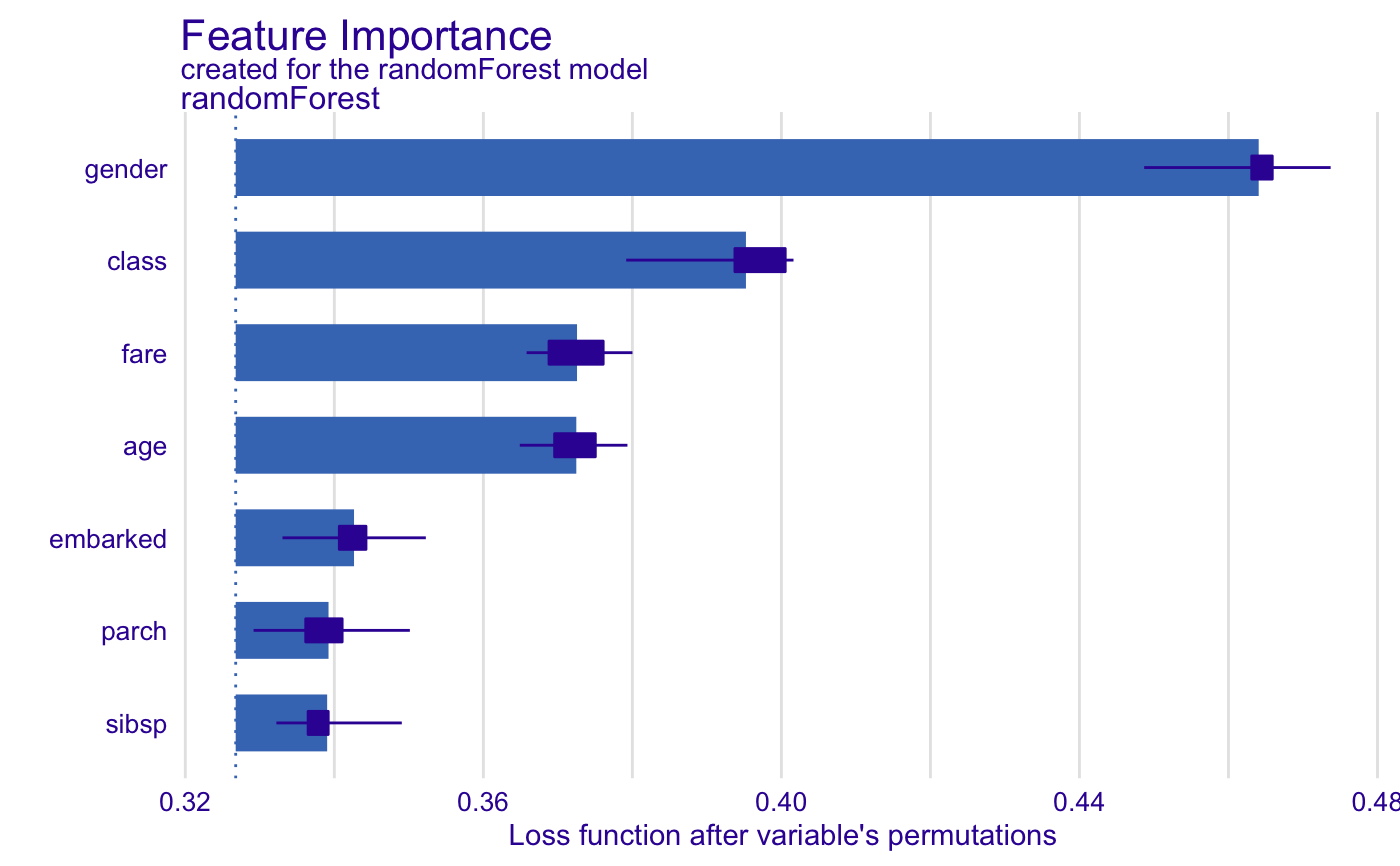 Feature Importance
created for the randomForest model
randomForest
gender
class
fare
age
embarked
parch
sibsp
0.32 0.36 0.40 0.44 0.48
Loss function after variable's permutations